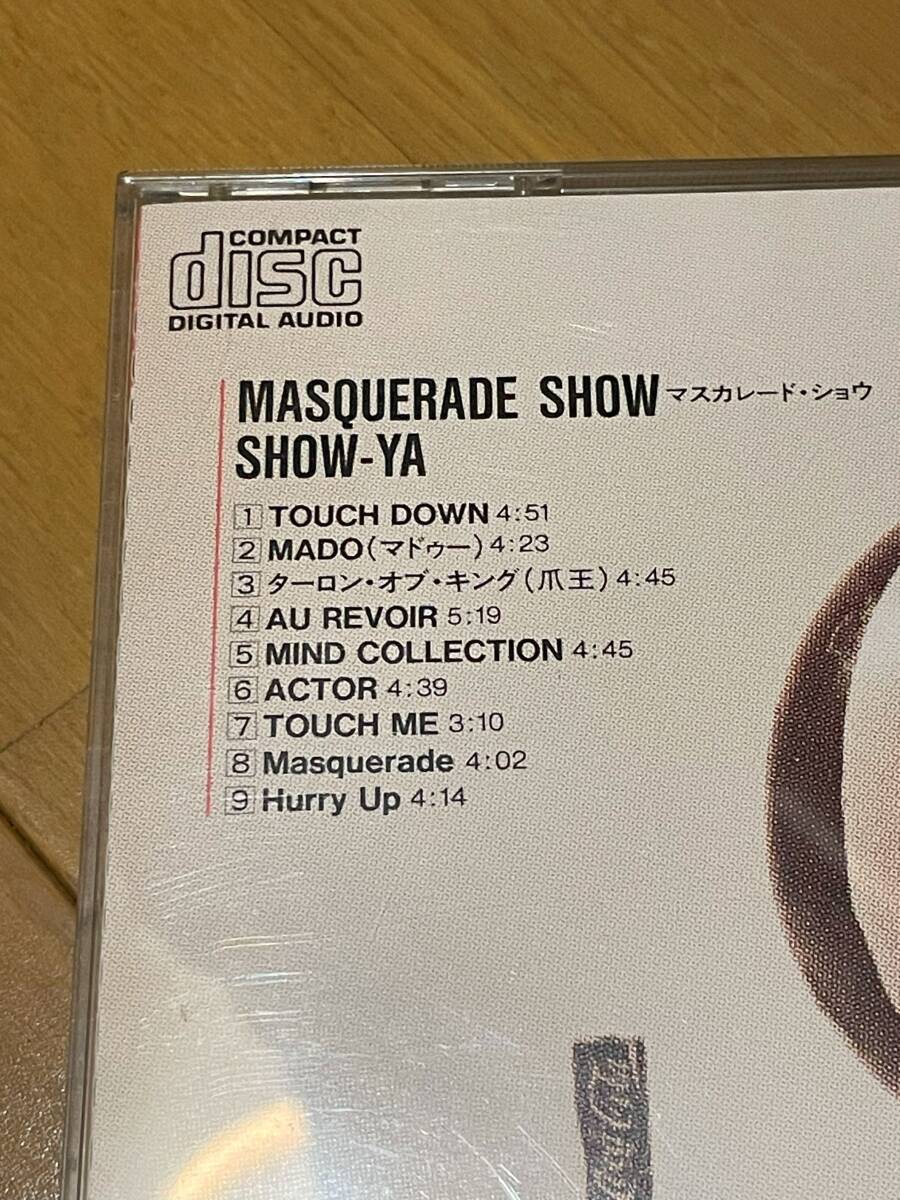 COMPACT
disc
DIGITAL AUDIO
MASQUERADE SHOW マスカレード・ショウ
SHOW-YA
1 TOUCH DOWN 4:51
2 MADO(マドゥー) 4:23
3 ターロン・オブ・キング(爪王) 4:45
4 AU REVOIR 5:19
5 MIND COLLECTION 4:45
6 ACTOR 4:39
7 TOUCH ME 3:10
8 Masquerade 4:02
9 Hurry Up 4:14